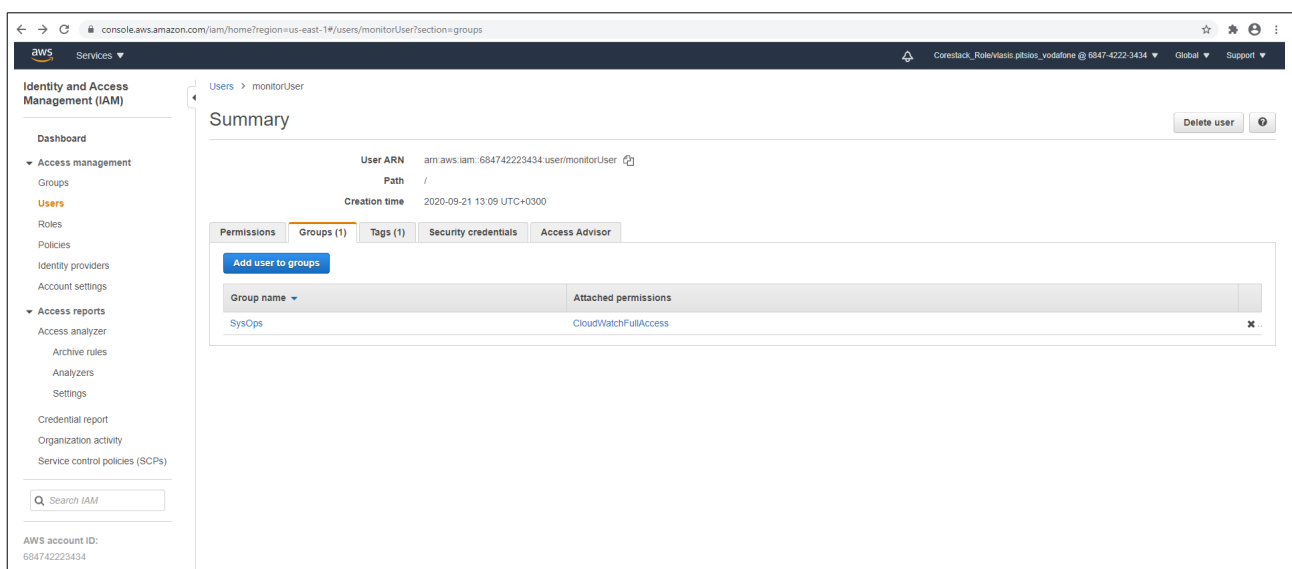 console.aws.amazon.com/iam/home?region=us-east-1#/users/monitorUser?section=groups
aws Services ▼ Corestack_Role/vlasis.pitsios_vodafone @ 6847-4222-3434 ▼ Global ▼ Support ▼
Identity and Access
Management (IAM)
Dashboard
Access management
Groups
Users
Roles
Policies
Identity providers
Account settings
Access reports
Access analyzer
Archive rules
Analyzers
Settings
Credential report
Organization activity
Service control policies (SCPs)
Search IAM
AWS account ID:
684742223434
Users > monitorUser
Summary
Delete user
User ARN arn:aws:iam::684742223434:user/monitorUser
Path /
Creation time 2020-09-21 13:09 UTC+0300
Permissions Groups (1) Tags (1) Security credentials Access Advisor
Add user to groups
Group name Attached permissions
SysOps CloudWatchFullAccess